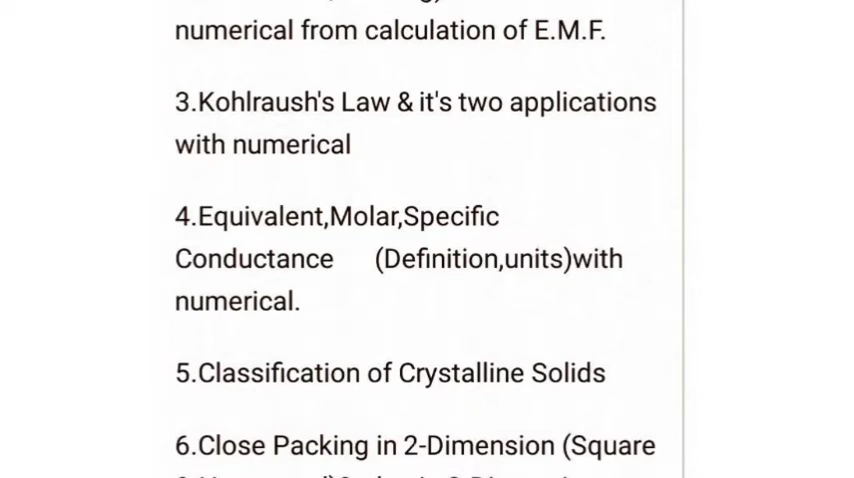 numerical from calculation of E.M.F.
3.Kohlraush's Law & it's two applications
with numerical
4.Equivalent,Molar,Specific
Conductance (Definition,units)with
numerical.
5.Classification of Crystalline Solids
6.Close Packing in 2-Dimension (Square